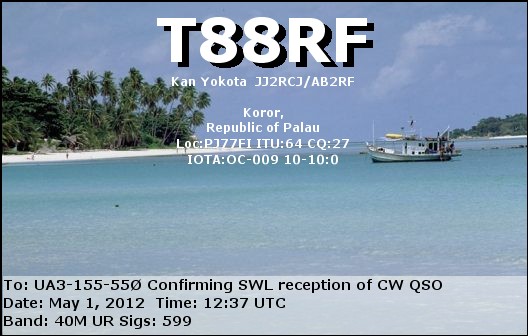 T88RF
Kan Yokota JJ2RCJ/AB2RF
Koror,
Republic of Palau
Loc:PJ77FI ITU:64 CQ:27
IOTA:OC-009 10-10:0
To: UA3-155-55Ø Confirming SWL reception of CW QSO
Date: May 1, 2012 Time: 12:37 UTC
Band: 40M UR Sigs: 599